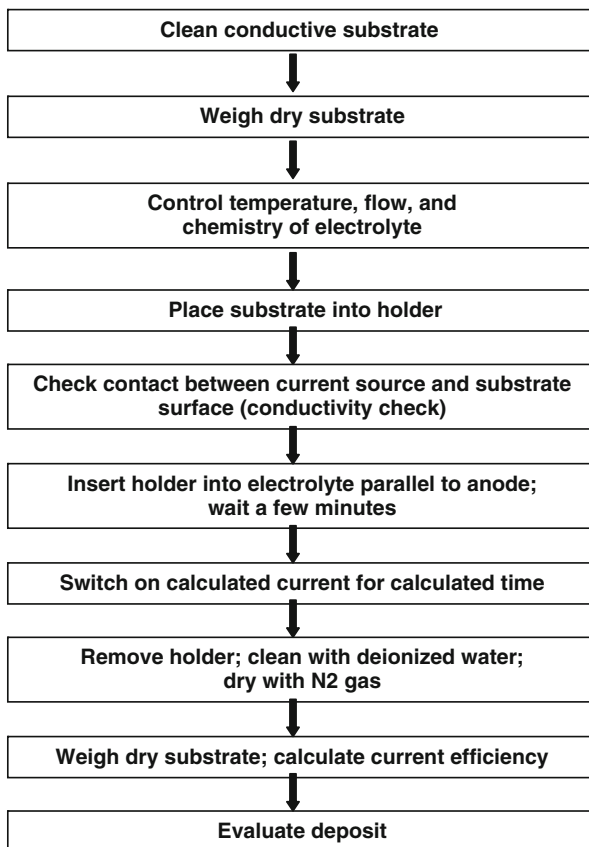 Clean conductive substrate
Weigh dry substrate
Control temperature, flow, and
chemistry of electrolyte
Place substrate into holder
Check contact between current source and substrate
surface (conductivity check)
Insert holder into electrolyte parallel to anode;
wait a few minutes
Switch on calculated current for calculated time
Remove holder; clean with deionized water;
dry with N2 gas
Weigh dry substrate; calculate current efficiency
Evaluate deposit